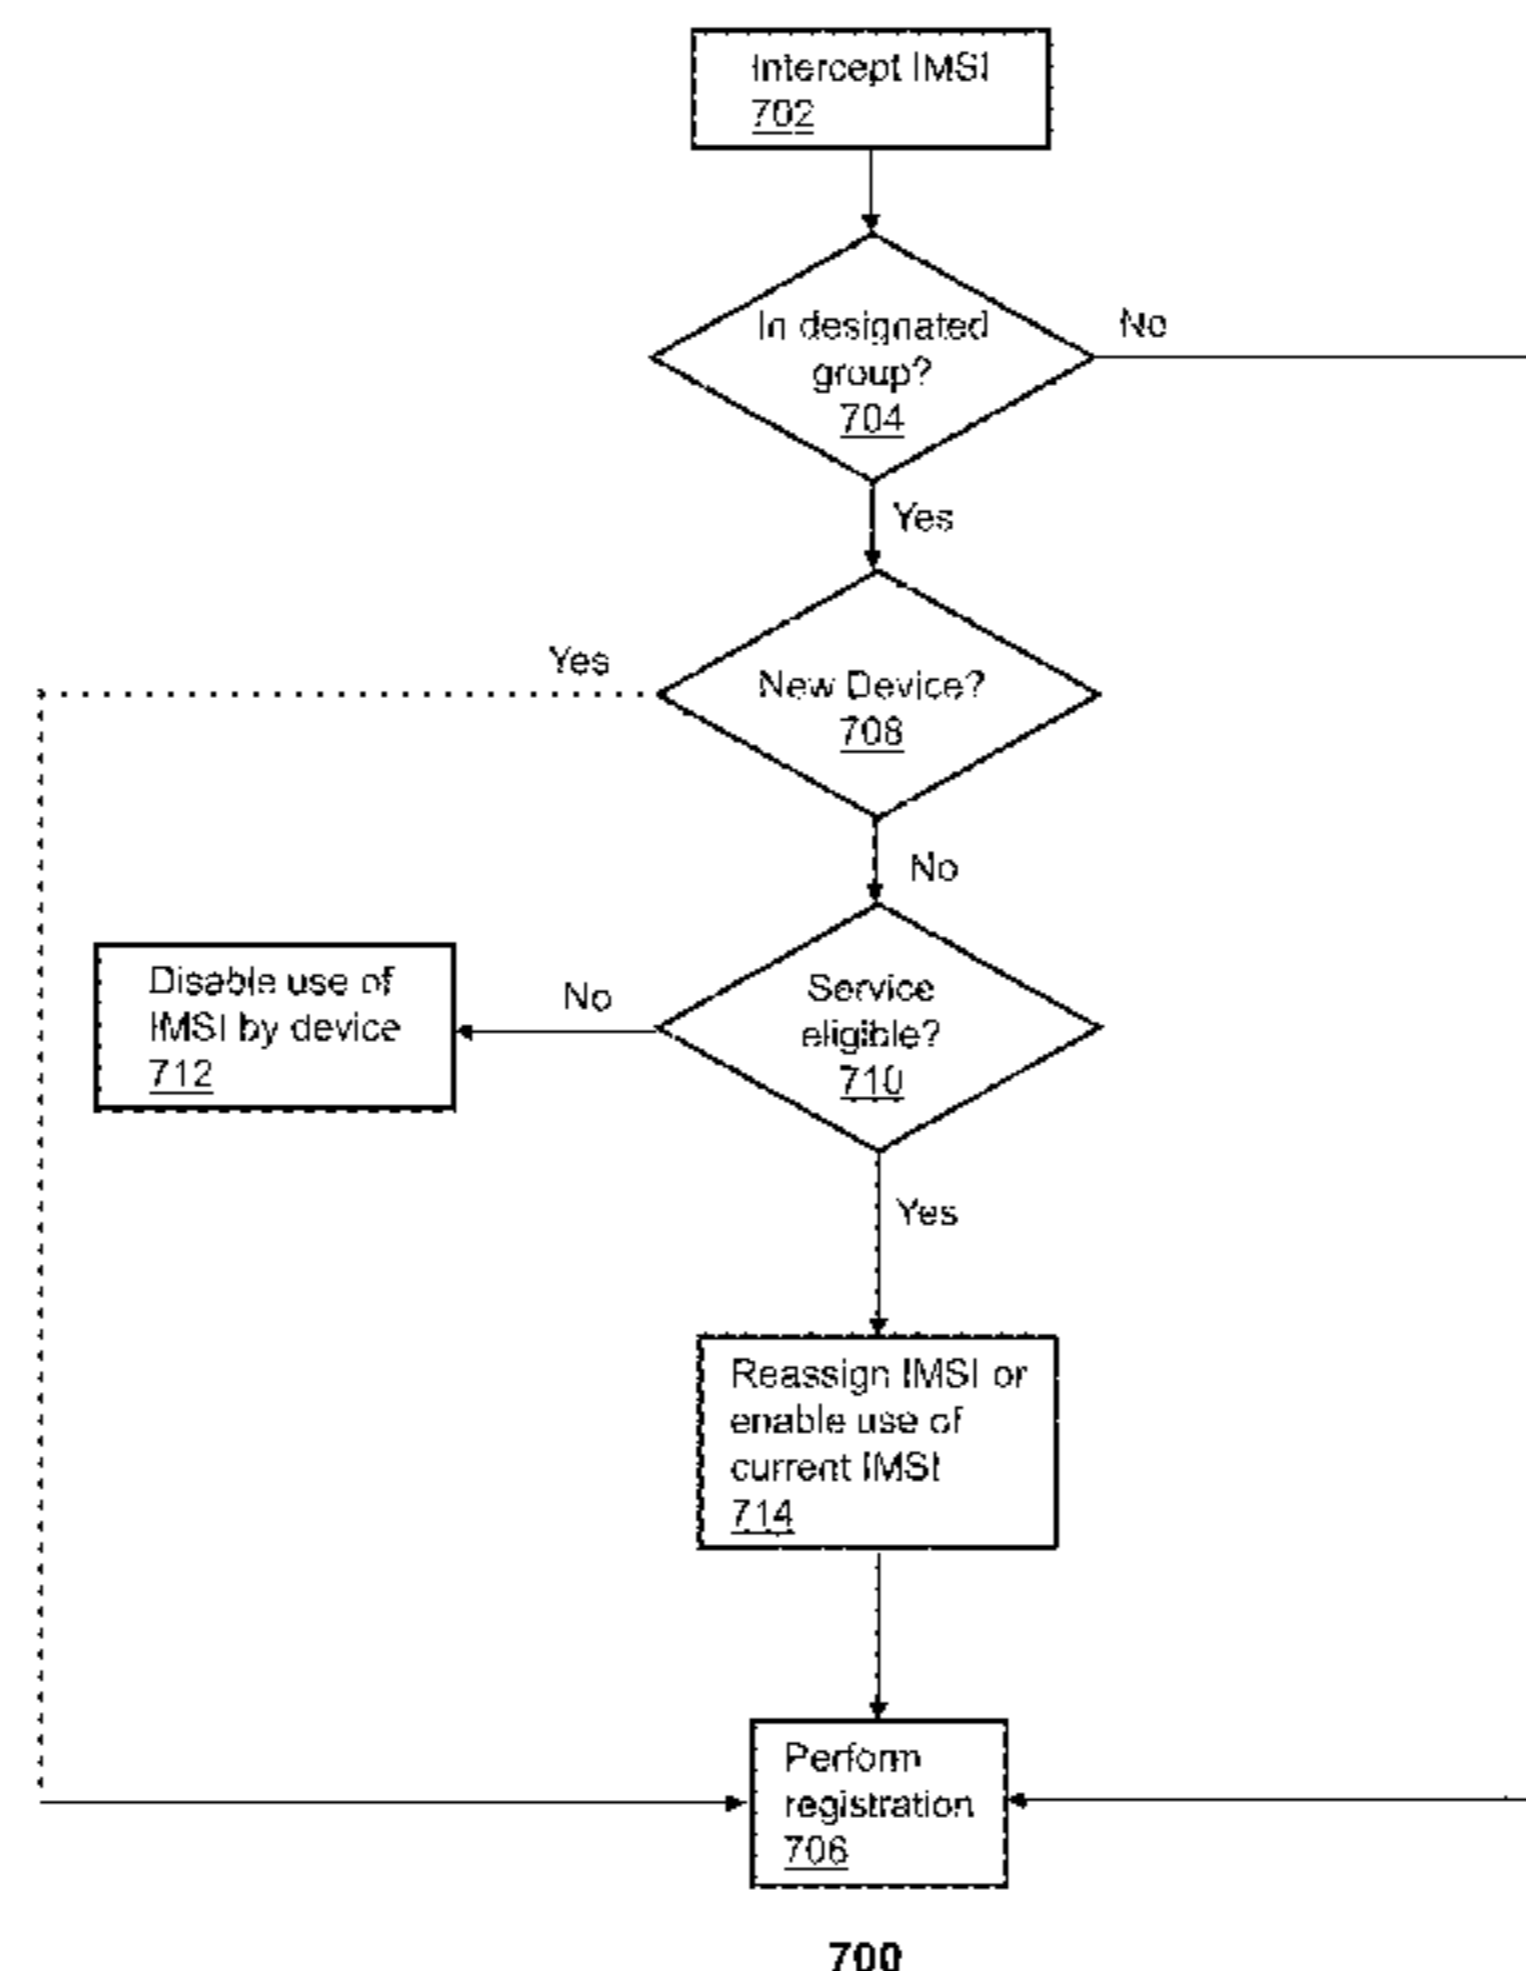 Intercept IMSI
702
In designated
group?
704
No
Yes
New Device?
708
Yes
No
Service
eligible?
710
No
Disable use of
IMSI by device
712
Yes
Reassign IMSI or
enable use of
current IMSI
714
Perform
registration
706
700